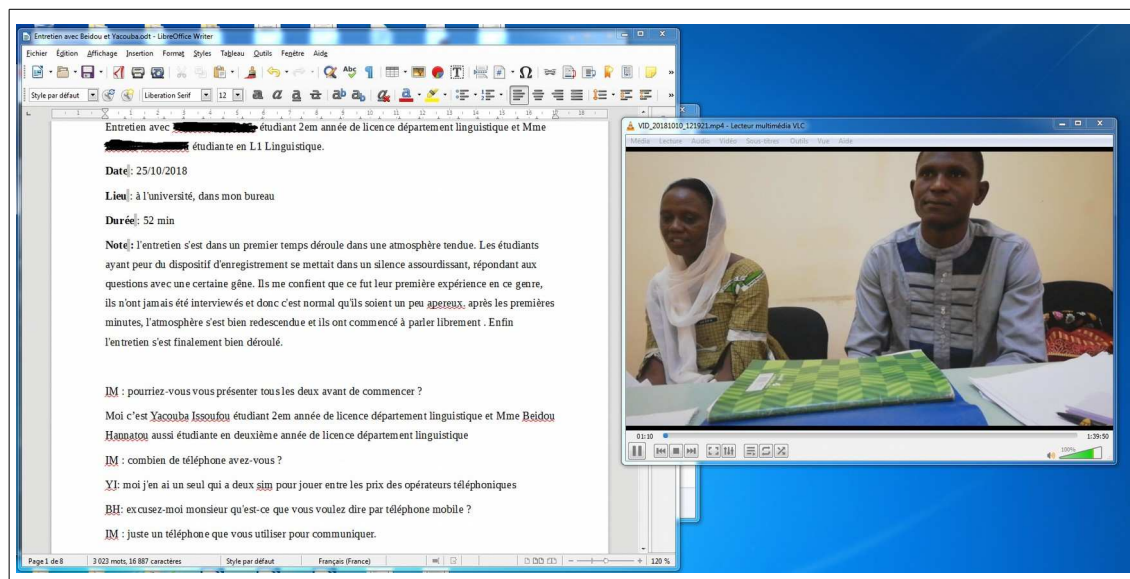 Entretien avec Beidou et Yacouba.odt - LibreOffice Writer
Fichier Édition Affichage Insertion Format Styles Tableau Outils Fenêtre Aide
Style par défaut Liberation Serif 12
Entretien avec étudiant 2em année de licence département linguistique et Mme
étudiante en L1 Linguistique.
Date : 25/10/2018
Lieu : à l'université, dans mon bureau
Durée : 52 min
Note : l'entretien s'est dans un premier temps déroule dans une atmosphère tendue. Les étudiants
ayant peur du dispositif d'enregistrement se mettait dans un silence assourdissant, répondant aux
questions avec une certaine gêne. Ils me confient que ce fut leur première expérience en ce genre,
ils n'ont jamais été interviewés et donc c'est normal qu'ils soient un peu apereux. après les premières
minutes, l'atmosphère s'est bien redescendue et ils ont commencé à parler librement . Enfin
l'entretien s'est finalement bien déroulé.
IM : pourriez-vous vous présenter tous les deux avant de commencer ?
Moi c'est Yacouba Issoufou étudiant 2em année de licence département linguistique et Mme Beidou
Hannatou aussi étudiante en deuxième année de licence département linguistique
IM : combien de téléphone avez-vous ?
YI: moi j'en ai un seul qui a deux sim pour jouer entre les prix des opérateurs téléphoniques
BH: excusez-moi monsieur qu'est-ce que vous voulez dire par téléphone mobile ?
IM : juste un téléphone que vous utiliser pour communiquer.
Page 1 de 8 3 023 mots, 16 887 caractères Style par défaut Français (France) 120 %
VID_20181010_121921.mp4 - Lecteur multimédia VLC
Média Lecture Audio Vidéo Sous-titres Outils Vue Aide
01:10 1:39:50
100%